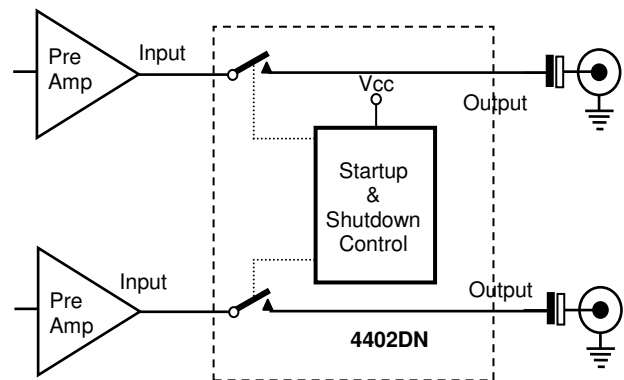 Pre
Amp
Input
Vcc
Output
Startup
&
Shutdown
Control
Pre
Amp
Input
Output
4402DN